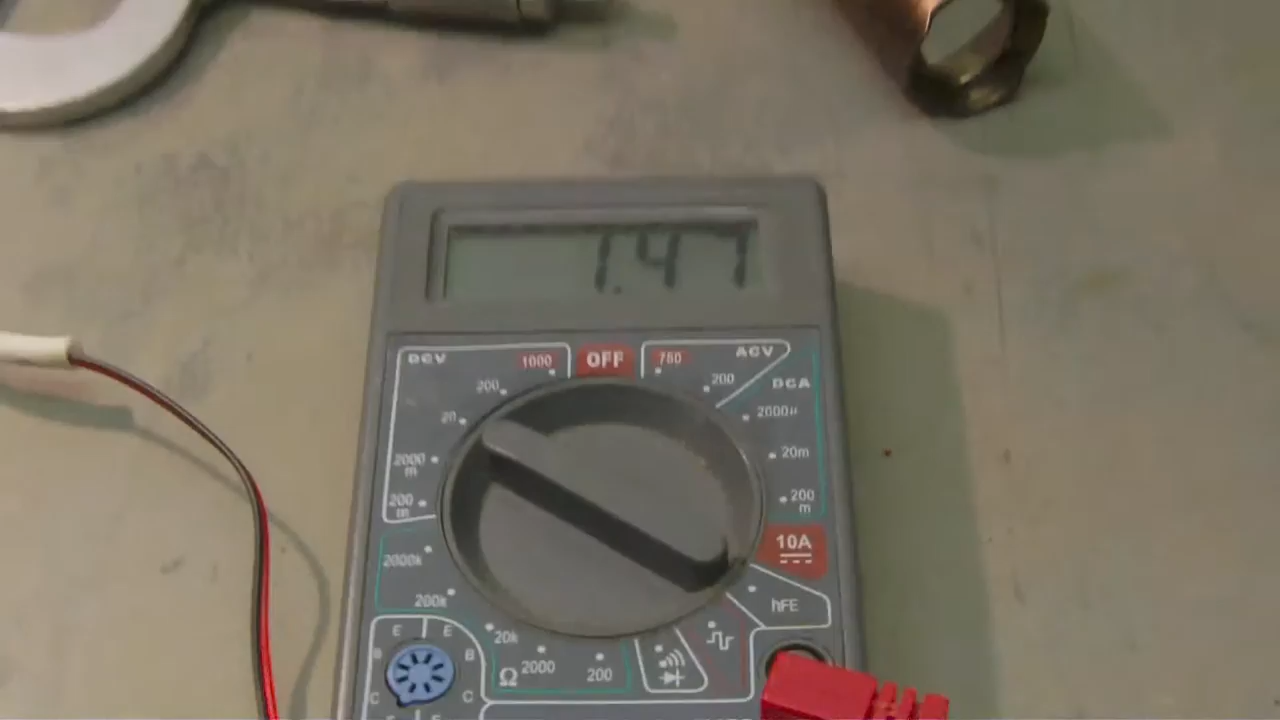 1.47
DCV 1000 OFF 750 ACV
200 200 DCA
20 2000µ
2000 m 20m
200 m 200 m
2000k 10A
200k hFE
20k
Ω 2000 200
E E
B B
C C